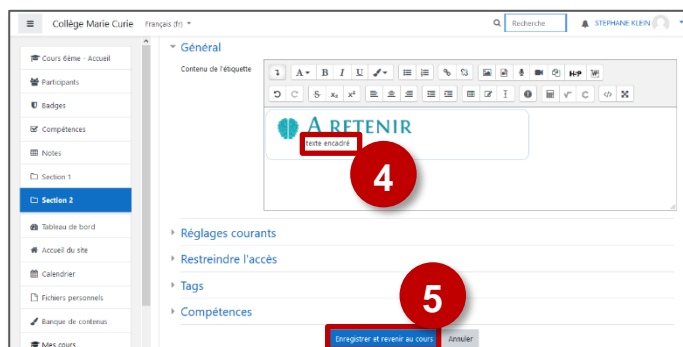 Collège Marie Curie Français (fr)
Recherche
STEPHANE KLEIN
Cours 6ème - Accueil
Participants
Badges
Compétences
Notes
Section 1
Section 2
Tableau de bord
Accueil du site
Calendrier
Fichiers personnels
Banque de contenus
Mes cours
Général
Contenu de l'étiquette
A B I U
S x₂ x²
H-P
A RETENIR
texte encadré
4
Réglages courants
Restreindre l'accès
Tags
Compétences
5
Enregistrer et revenir au cours Annuler